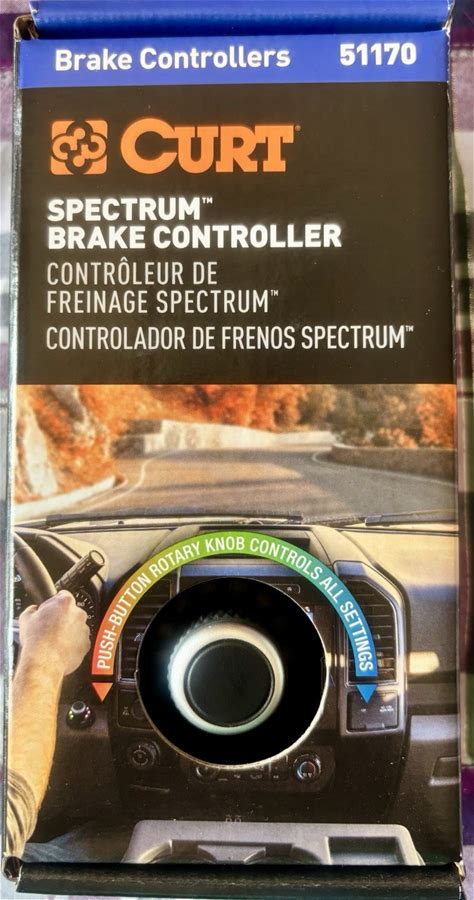 Brake Controllers 51170
CURT
SPECTRUM™
BRAKE CONTROLLER
CONTRÔLEUR DE
FREINAGE SPECTRUM™
CONTROLADOR DE FRENOS SPECTRUM™
PUSH-BUTTON ROTARY KNOB CONTROLS ALL SETTINGS